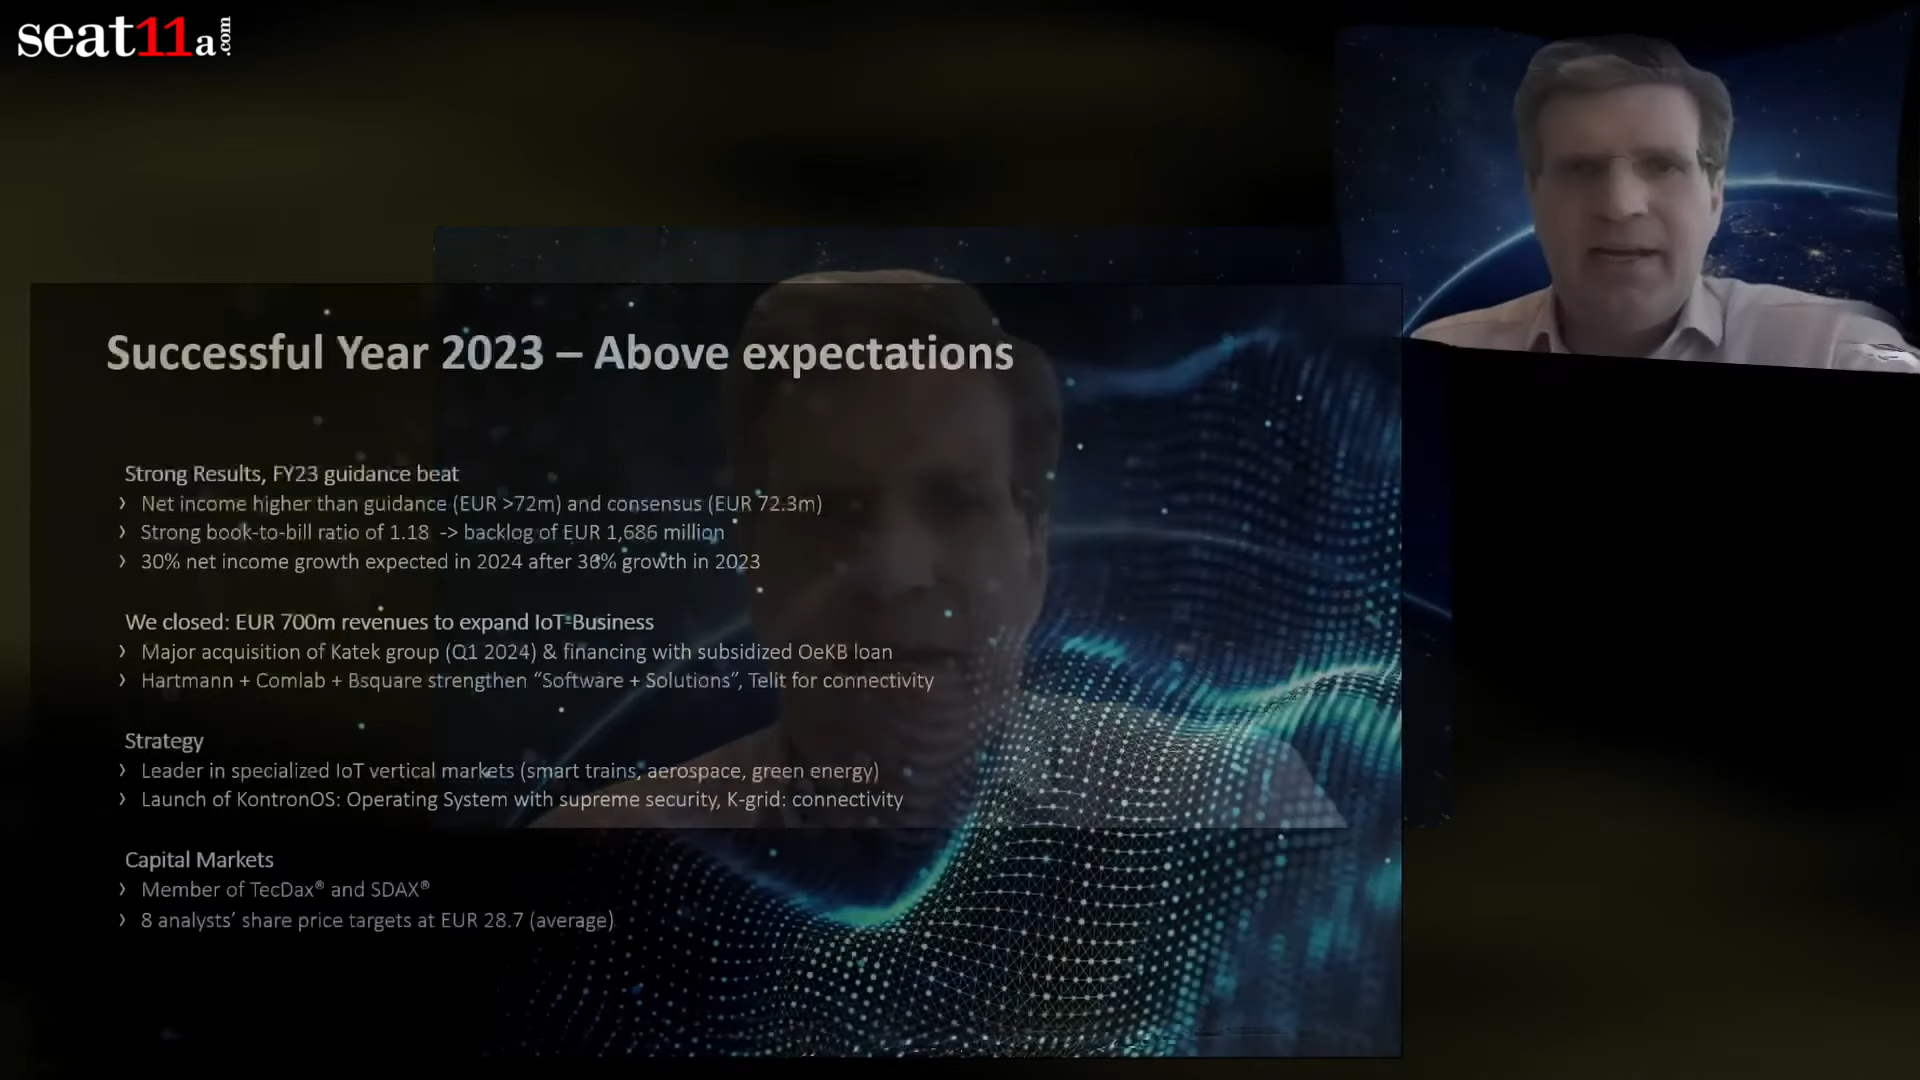 seat11a.com
Successful Year 2023 – Above expectations
Strong Results, FY23 guidance beat
› Net income higher than guidance (EUR >72m) and consensus (EUR 72.3m)
› Strong book-to-bill ratio of 1.18 -> backlog of EUR 1,686 million
› 30% net income growth expected in 2024 after 36% growth in 2023
We closed: EUR 700m revenues to expand IoT-Business
› Major acquisition of Katek group (Q1 2024) & financing with subsidized OeKB loan
› Hartmann + Comlab + Bsquare strengthen “Software + Solutions”, Telit for connectivity
Strategy
› Leader in specialized IoT vertical markets (smart trains, aerospace, green energy)
› Launch of KontronOS: Operating System with supreme security, K-grid: connectivity
Capital Markets
› Member of TecDax® and SDAX®
› 8 analysts’ share price targets at EUR 28.7 (average)